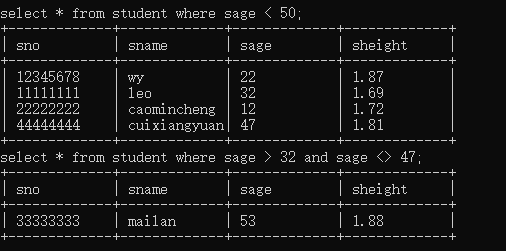 select * from student where sage < 50;
+-------------+-------------+-------------+-------------+
| sno | sname | sage | sheight |
+-------------+-------------+-------------+-------------+
| 12345678 | wy | 22 | 1.87 |
| 11111111 | leo | 32 | 1.69 |
| 22222222 | caomincheng | 12 | 1.72 |
| 44444444 | cuixiangyuan| 47 | 1.81 |
+-------------+-------------+-------------+-------------+
select * from student where sage > 32 and sage <> 47;
+-------------+-------------+-------------+-------------+
| sno | sname | sage | sheight |
+-------------+-------------+-------------+-------------+
| 33333333 | mailan | 53 | 1.88 |
+-------------+-------------+-------------+-------------+